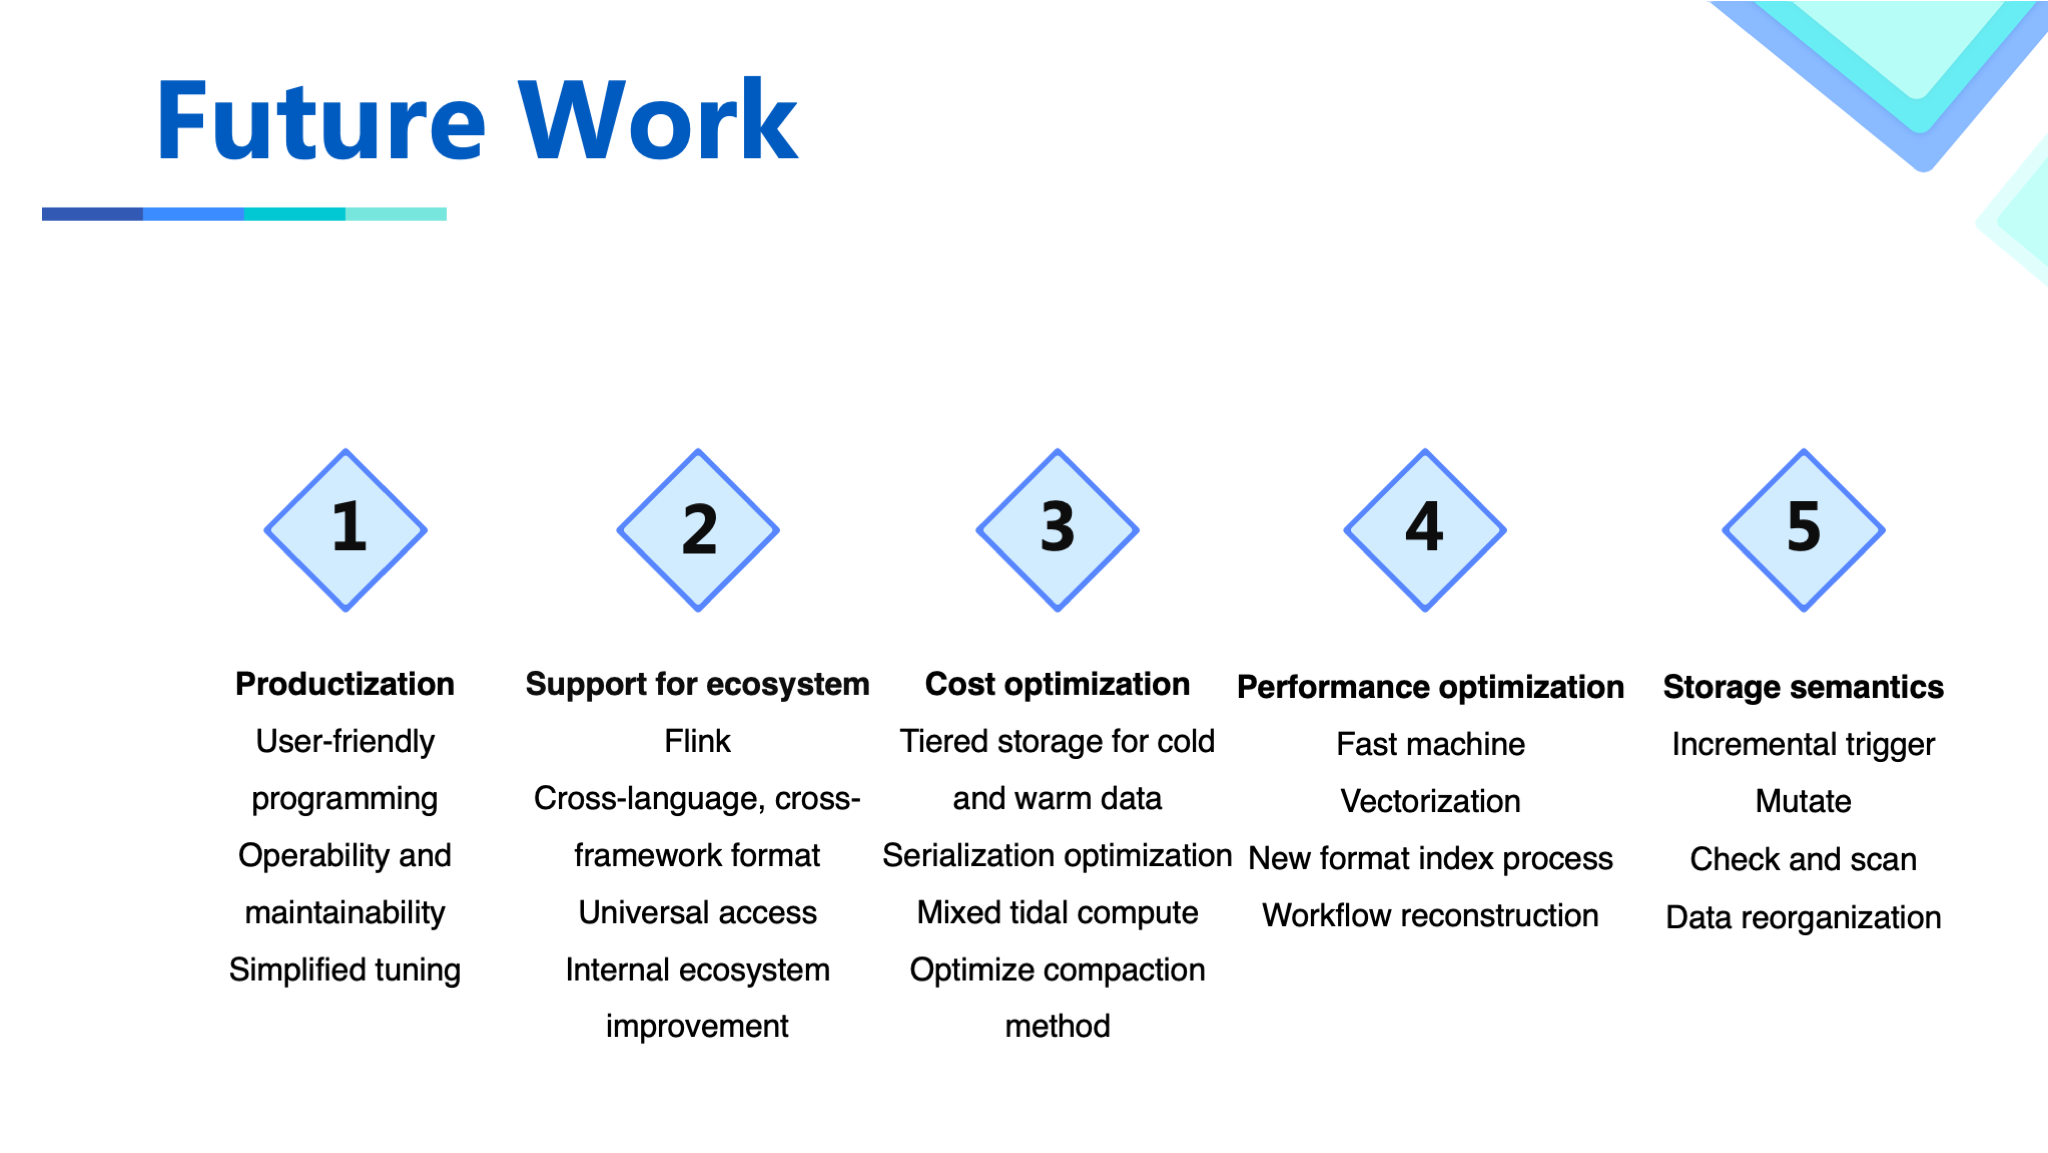 Future Work
1
Productization
User-friendly
programming
Operability and
maintainability
Simplified tuning
2
Support for ecosystem
Flink
Cross-language, cross-
framework format
Universal access
Internal ecosystem
improvement
3
Cost optimization
Tiered storage for cold
and warm data
Serialization optimization
Mixed tidal compute
Optimize compaction
method
4
Performance optimization
Fast machine
Vectorization
New format index process
Workflow reconstruction
5
Storage semantics
Incremental trigger
Mutate
Check and scan
Data reorganization